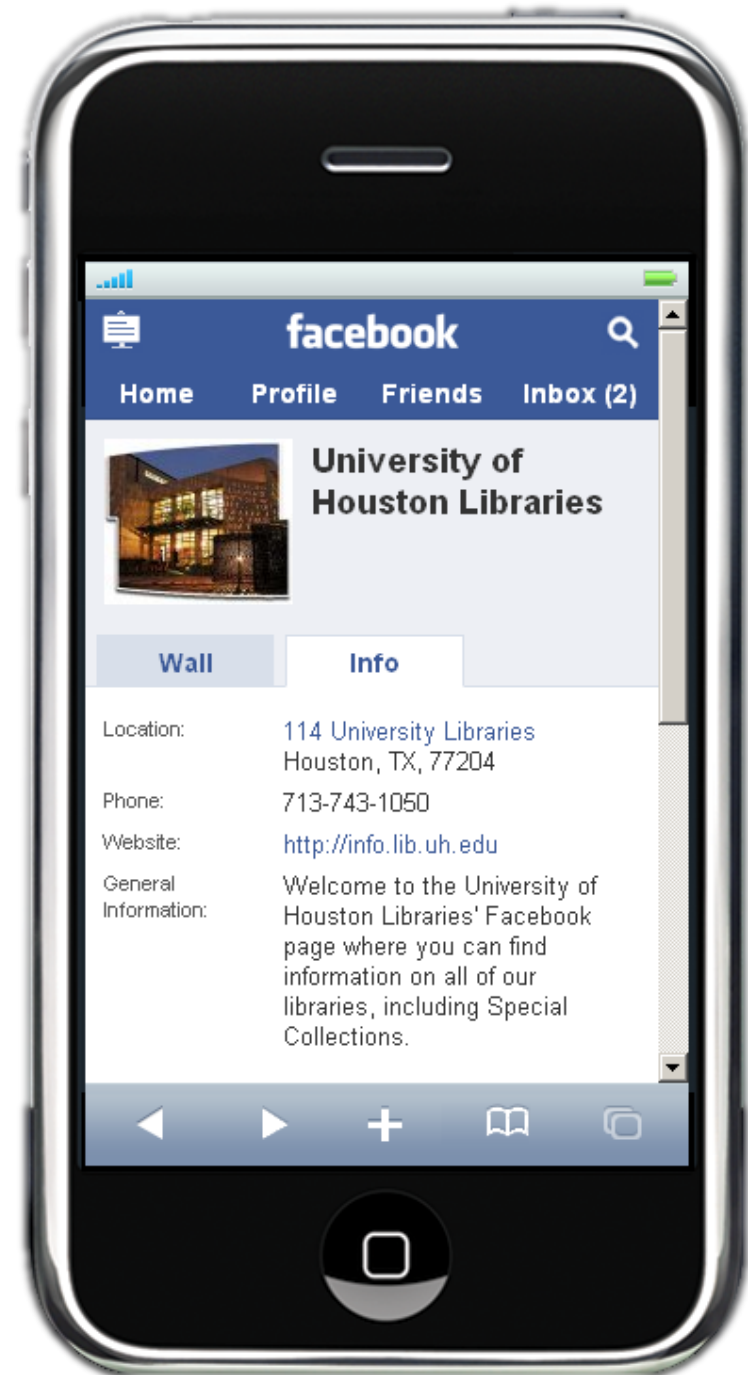 facebook
Home Profile Friends Inbox (2)
University of
Houston Libraries
Wall Info
Location: 114 University Libraries
Houston, TX, 77204
Phone: 713-743-1050
Website: http://info.lib.uh.edu
General Information: Welcome to the University of
Houston Libraries' Facebook
page where you can find
information on all of our
libraries, including Special
Collections.